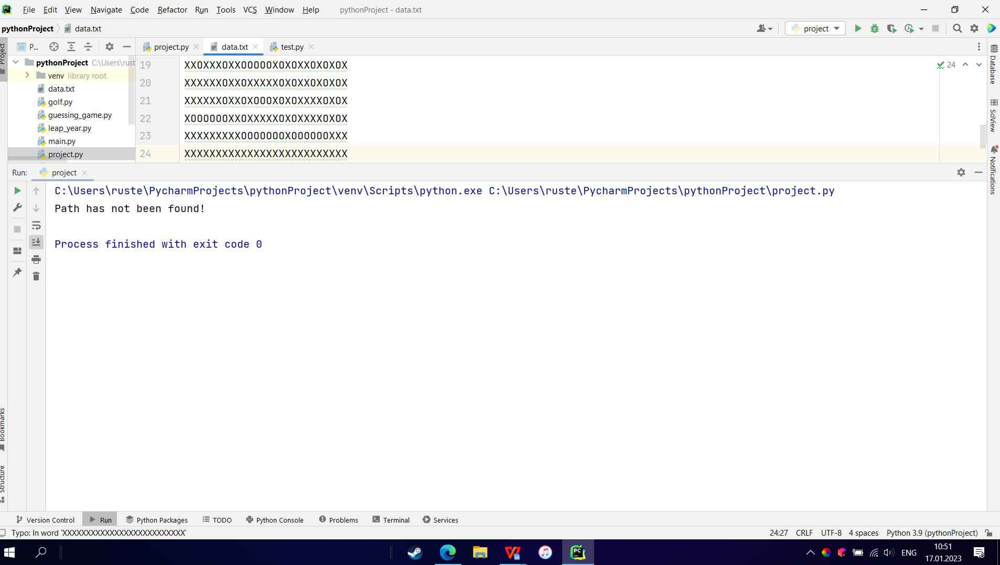 File Edit View Navigate Code Refactor Run Tools VCS Window Help pythonProject - data.txt
pythonProject data.txt
project
Project
P...
project.py
data.txt
test.py
pythonProject C:\Users\rust
venv library root
data.txt
golf.py
guessing_game.py
leap_year.py
main.py
project.py
19 XXOXXXOXXOOOOOXOXOXXOXOXOX
20 XXXXXXOXXOXXXXXOXOXXOXOXOX
21 XXXXXXOXXOXOOOXOXOXXXXOXOX
22 XOOOOOOXXOXXXXXOXOXXXXOXOX
23 XXXXXXXXXOOOOOOOXOOOOOOXXX
24 XXXXXXXXXXXXXXXXXXXXXXXXXX
24
Database
SciView
Notifications
Run: project
C:\Users\ruste\PycharmProjects\pythonProject\venv\Scripts\python.exe C:\Users\ruste\PycharmProjects\pythonProject\project.py
Path has not been found!
Process finished with exit code 0
Bookmarks
Structure
Version Control Run Python Packages TODO Python Console Problems Terminal Services
Typo: In word 'XXXXXXXXXXXXXXXXXXXXXXXXXX'
24:27 CRLF UTF-8 4 spaces Python 3.9 (pythonProject)
PC
ENG
10:51
17.01.2023